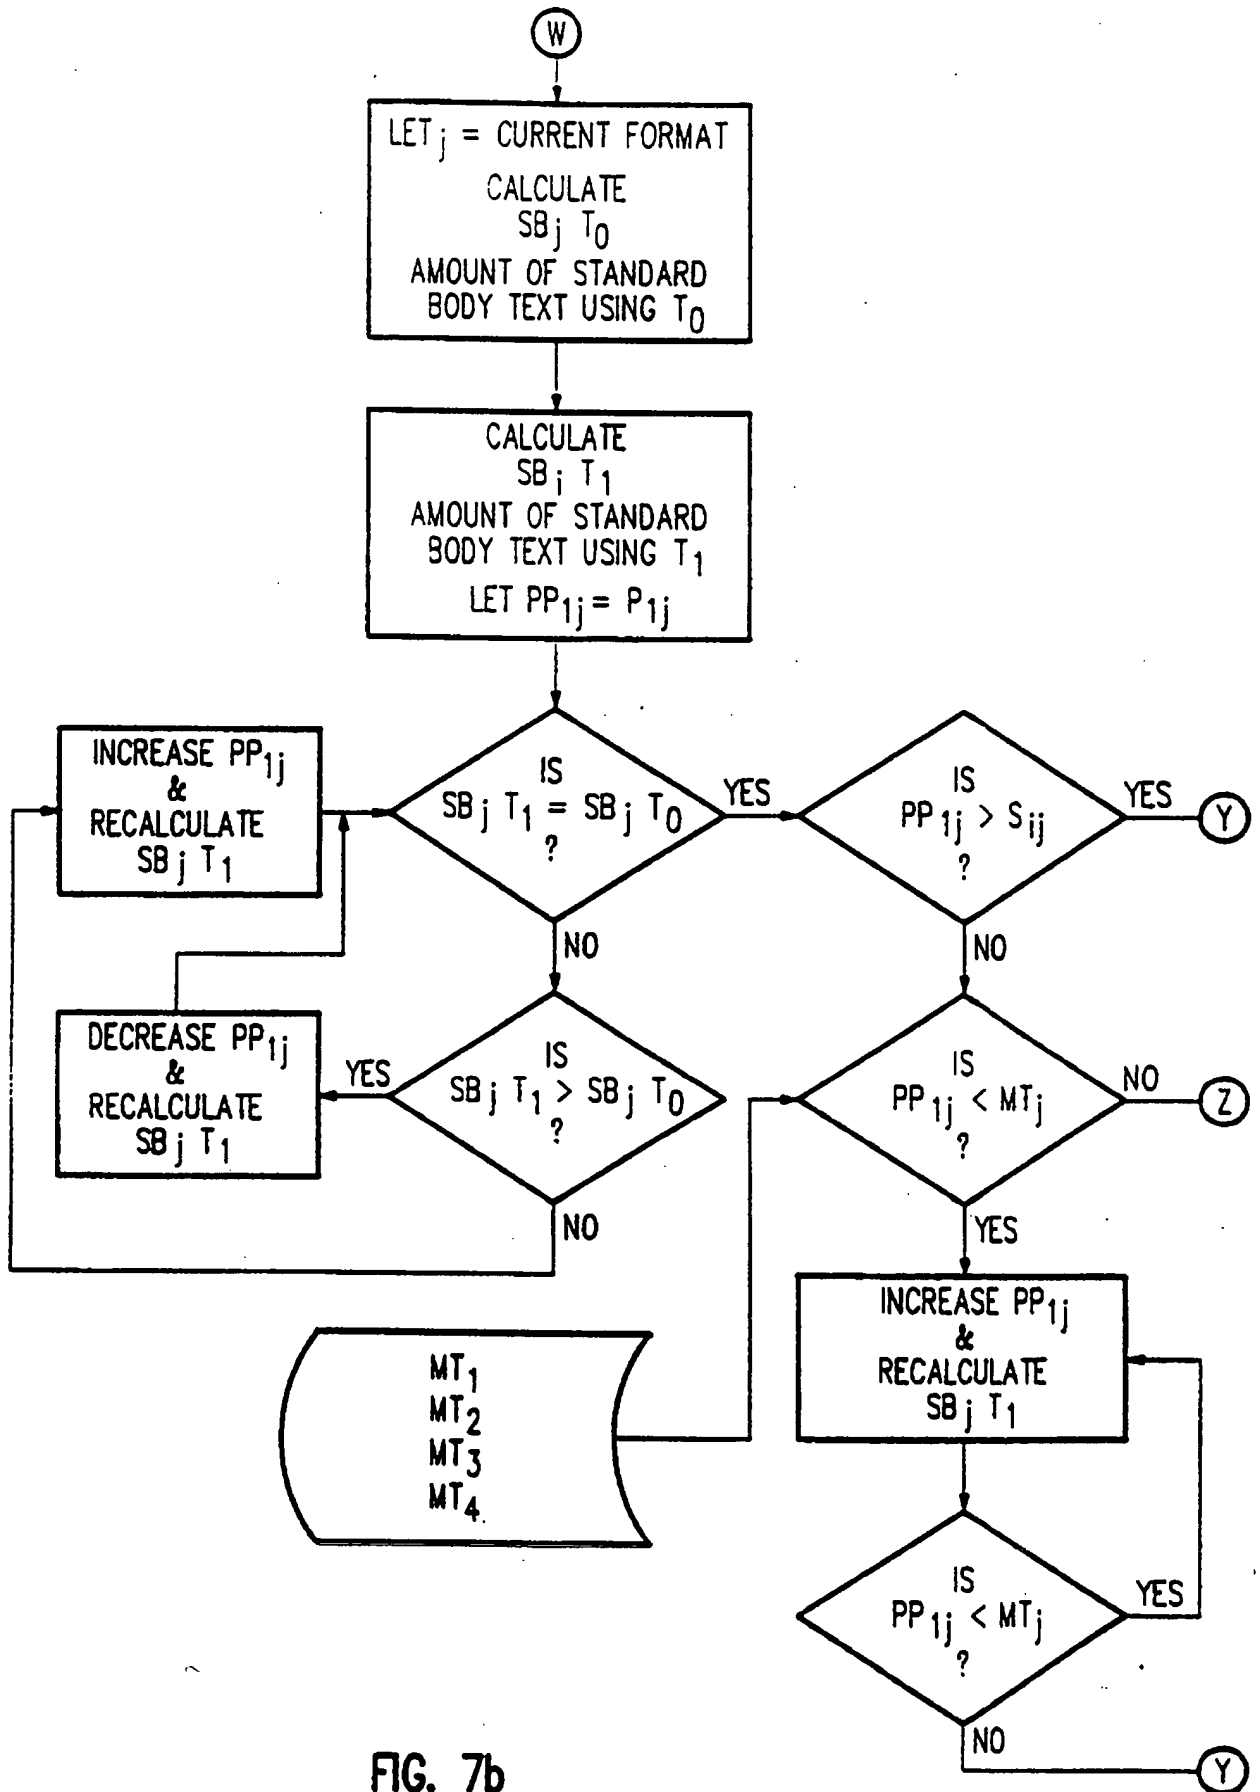 W
LET j = CURRENT FORMAT
CALCULATE
SB j T0
AMOUNT OF STANDARD
BODY TEXT USING T0
CALCULATE
SB i T1
AMOUNT OF STANDARD
BODY TEXT USING T1
LET PP1j = P1j
INCREASE PP1j
&
RECALCULATE
SB j T1
IS
SB j T1 = SB j T0
?
YES
IS
PP1j > Sij
?
YES
Y
NO
NO
DECREASE PP1j
&
RECALCULATE
SB j T1
YES
IS
SB j T1 > SB j T0
?
IS
PP1j < MTj
?
NO
Z
NO
YES
MT1
MT2
MT3
MT4
INCREASE PP1j
&
RECALCULATE
SB j T1
IS
PP1j < MTj
?
YES
NO
Y
FIG. 7b